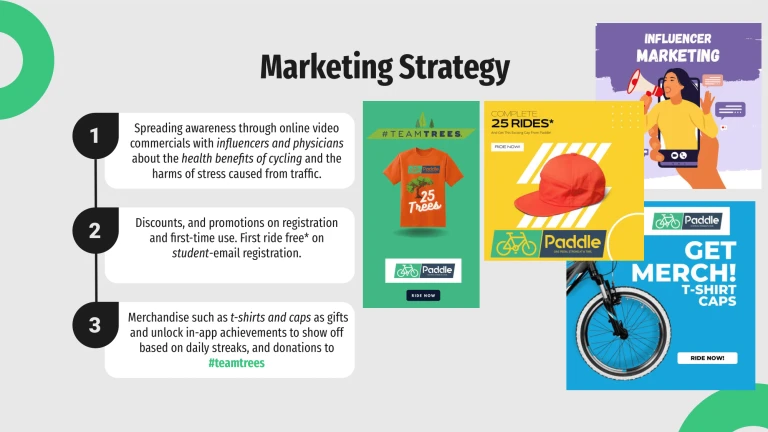 Marketing Strategy
1
Spreading awareness through online video
commercials with influencers and physicians
about the health benefits of cycling and the
harms of stress caused from traffic.
2
Discounts, and promotions on registration
and first-time use. First ride free* on
student-email registration.
3
Merchandise such as t-shirts and caps as gifts
and unlock in-app achievements to show off
based on daily streaks, and donations to
#teamtrees
#TEAMTREES
Paddle
25
Trees
Paddle
RIDE NOW
COMPLETE
25 RIDES*
RIDE NOW!
Paddle
INFLUENCER
MARKETING
Paddle
GET
MERCH!
T-SHIRT
CAPS
RIDE NOW!